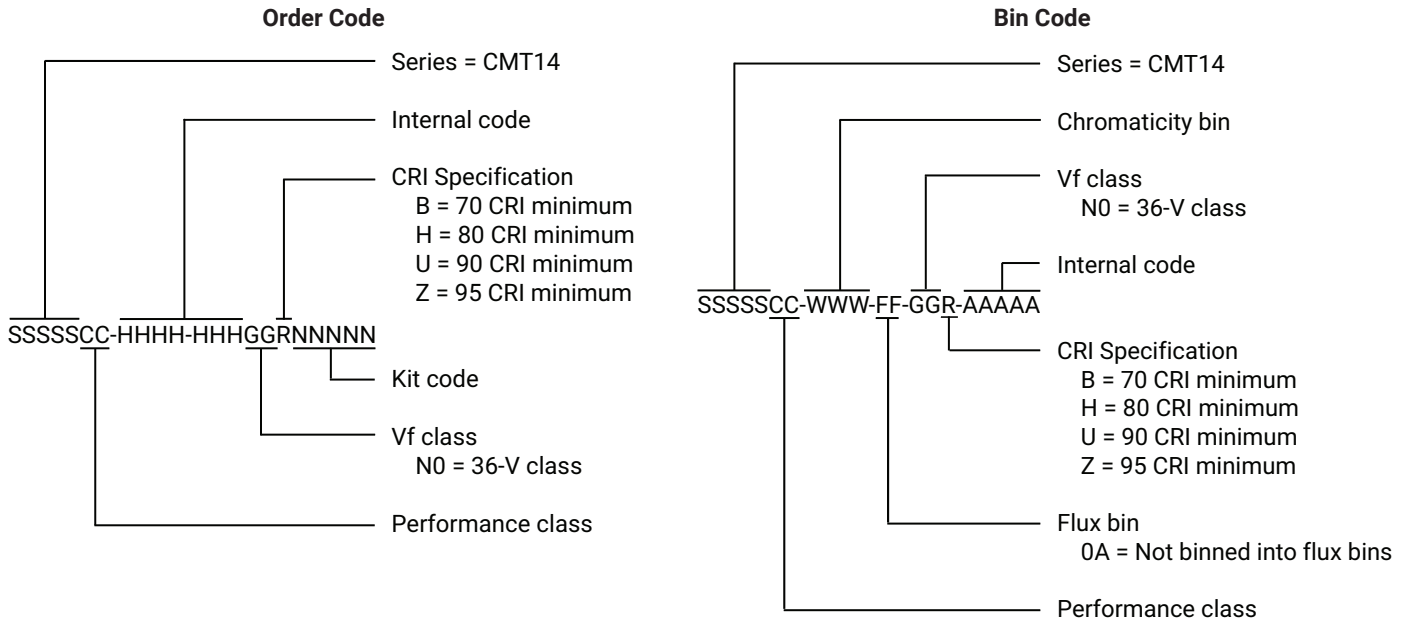 Order Code
Series = CMT14
Internal code
CRI Specification
B = 70 CRI minimum
H = 80 CRI minimum
U = 90 CRI minimum
Z = 95 CRI minimum
SSSSSCC-HHHH-HHHGGRNNNNN
Kit code
Vf class
N0 = 36-V class
Performance class
Bin Code
Series = CMT14
Chromaticity bin
Vf class
N0 = 36-V class
Internal code
SSSSSCC-WWW-FF-GGR-AAAAA
CRI Specification
B = 70 CRI minimum
H = 80 CRI minimum
U = 90 CRI minimum
Z = 95 CRI minimum
Flux bin
0A = Not binned into flux bins
Performance class